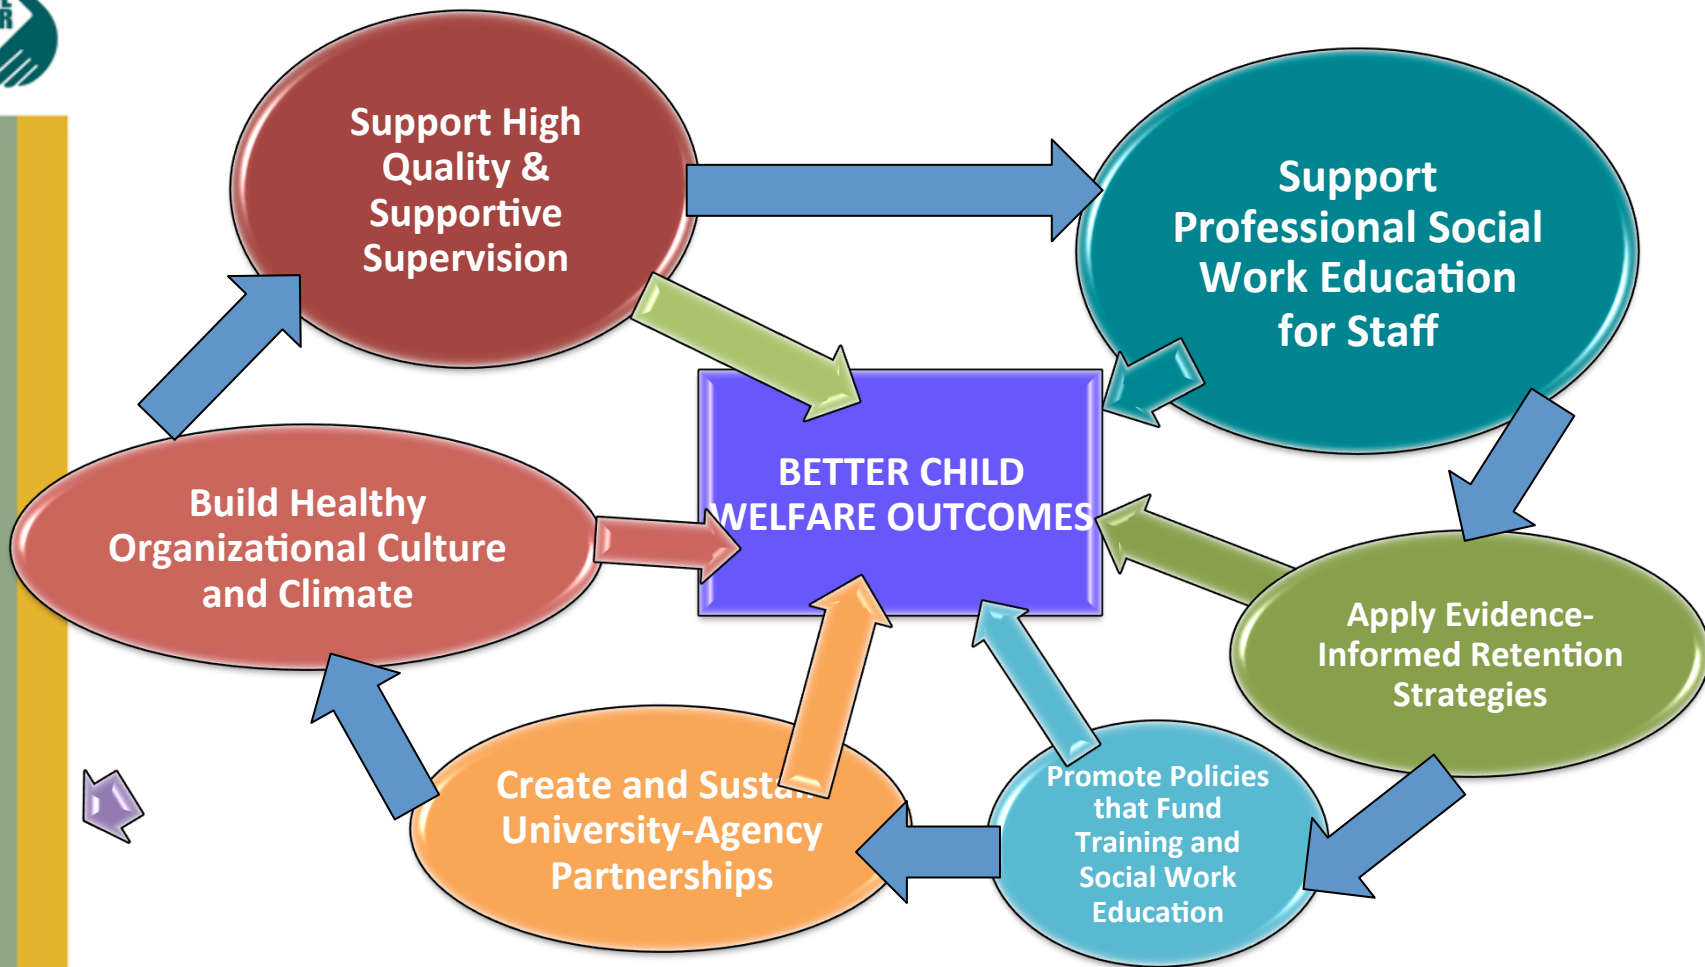 Support High
Quality &
Supportive
Supervision
Support
Professional Social
Work Education
for Staff
BETTER CHILD
WELFARE OUTCOMES
Build Healthy
Organizational Culture
and Climate
Apply Evidence-
Informed Retention
Strategies
Create and
University-Agency
Partnerships
Promote Policies
that Fund
Training and
Social Work
Education